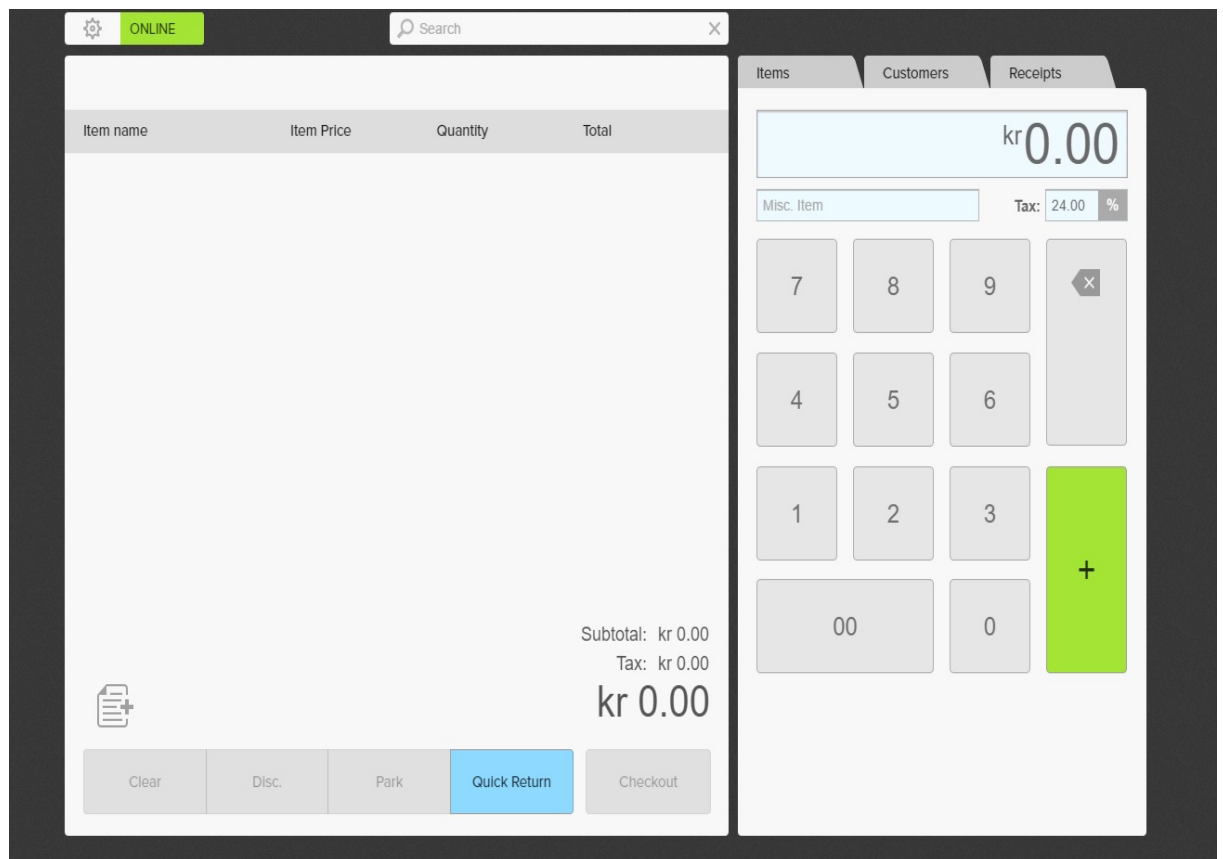 ONLINE
Search
Items
Customers
Receipts
Item name
Item Price
Quantity
Total
kr0.00
Misc. Item
Tax: 24.00 %
7
8
9
4
5
6
1
2
3
+
00
0
Subtotal: kr 0.00
Tax: kr 0.00
kr 0.00
Clear
Disc.
Park
Quick Return
Checkout